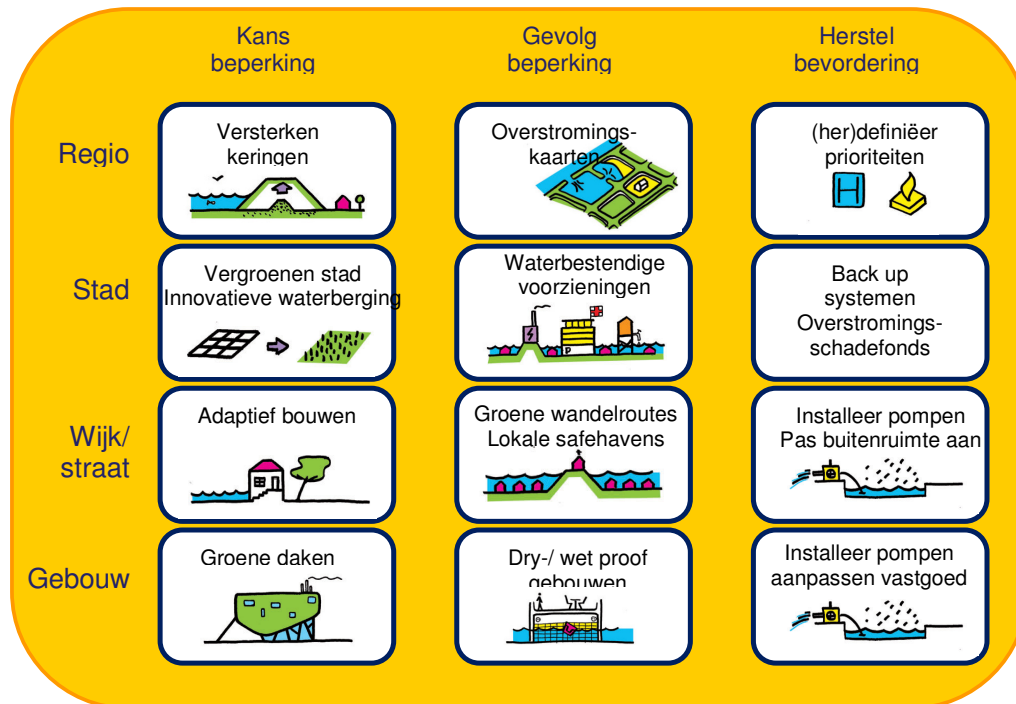 Kans
beperking
Gevolg
beperking
Herstel
bevordering
Regio
Versterken
keringen
Overstromings-
kaarten
(her)definiëer
prioriteiten
H
Stad
Vergroenen stad
Innovatieve waterberging
Waterbestendige
voorzieningen
P
Back up
systemen
Overstromings-
schadefonds
Wijk/
straat
Adaptief bouwen
Groene wandelroutes
Lokale safehavens
Installeer pompen
Pas buitenruimte aan
Gebouw
Groene daken
Dry-/ wet proof
gebouwen
Installeer pompen
aanpassen vastgoed